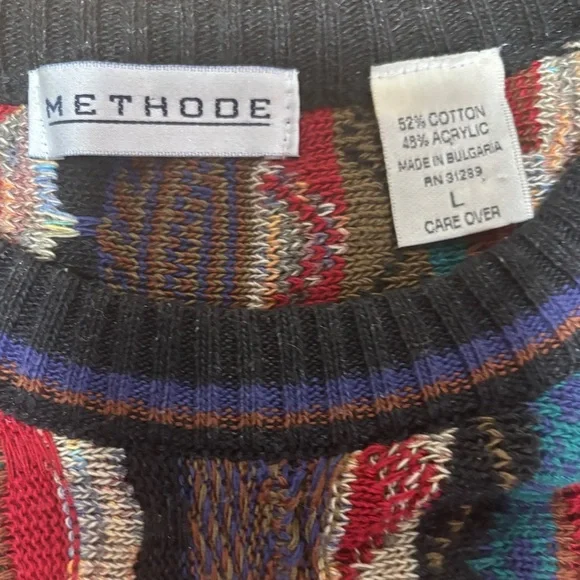 METHODE
52% COTTON
48% ACRYLIC
MADE IN BULGARIA
RN 31289
L
CARE OVER